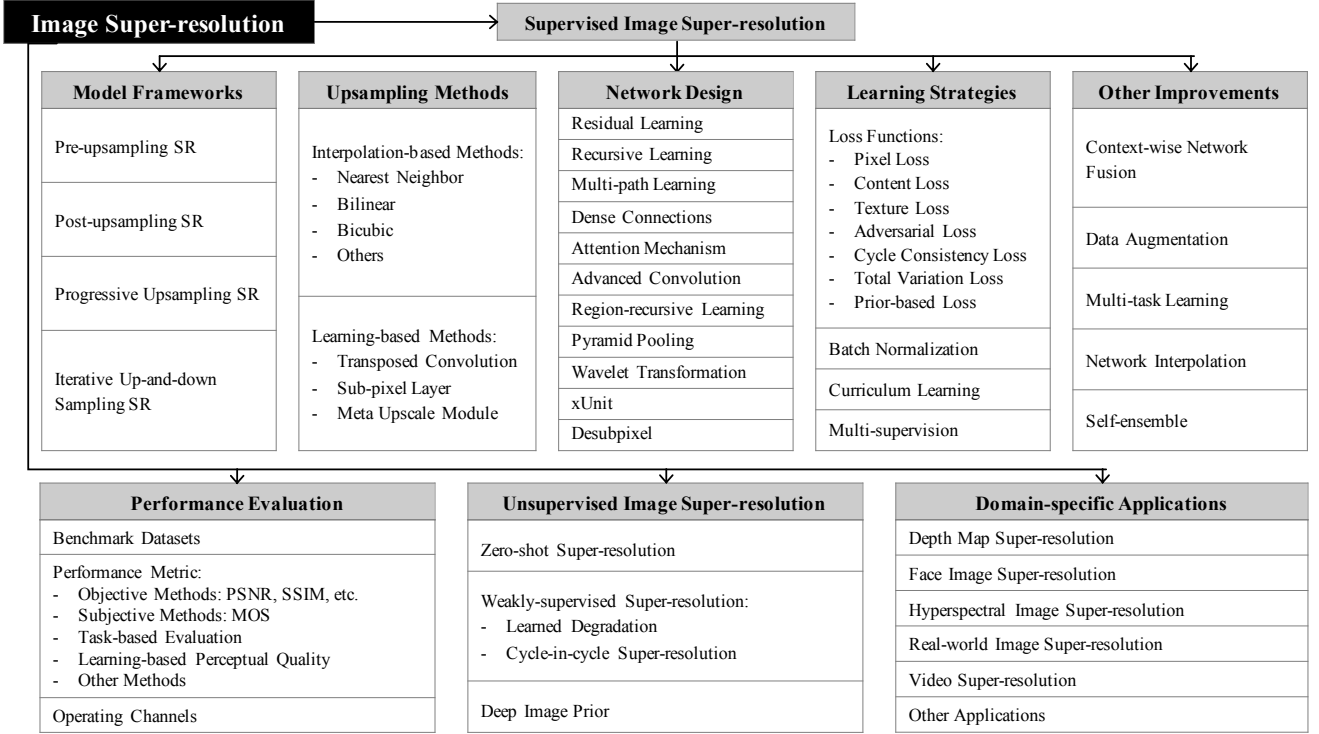 Image Super-resolution
Supervised Image Super-resolution
Model Frameworks
Pre-upsampling SR
Post-upsampling SR
Progressive Upsampling SR
Iterative Up-and-down
Sampling SR
Upsampling Methods
Interpolation-based Methods:
- Nearest Neighbor
- Bilinear
- Bicubic
- Others
Learning-based Methods:
- Transposed Convolution
- Sub-pixel Layer
- Meta Upscale Module
Network Design
Residual Learning
Recursive Learning
Multi-path Learning
Dense Connections
Attention Mechanism
Advanced Convolution
Region-recursive Learning
Pyramid Pooling
Wavelet Transformation
xUnit
Desubpixel
Learning Strategies
Loss Functions:
- Pixel Loss
- Content Loss
- Texture Loss
- Adversarial Loss
- Cycle Consistency Loss
- Total Variation Loss
- Prior-based Loss
Batch Normalization
Curriculum Learning
Multi-supervision
Other Improvements
Context-wise Network
Fusion
Data Augmentation
Multi-task Learning
Network Interpolation
Self-ensemble
Performance Evaluation
Benchmark Datasets
Performance Metric:
- Objective Methods: PSNR, SSIM, etc.
- Subjective Methods: MOS
- Task-based Evaluation
- Learning-based Perceptual Quality
- Other Methods
Operating Channels
Unsupervised Image Super-resolution
Zero-shot Super-resolution
Weakly-supervised Super-resolution:
- Learned Degradation
- Cycle-in-cycle Super-resolution
Deep Image Prior
Domain-specific Applications
Depth Map Super-resolution
Face Image Super-resolution
Hyperspectral Image Super-resolution
Real-world Image Super-resolution
Video Super-resolution
Other Applications